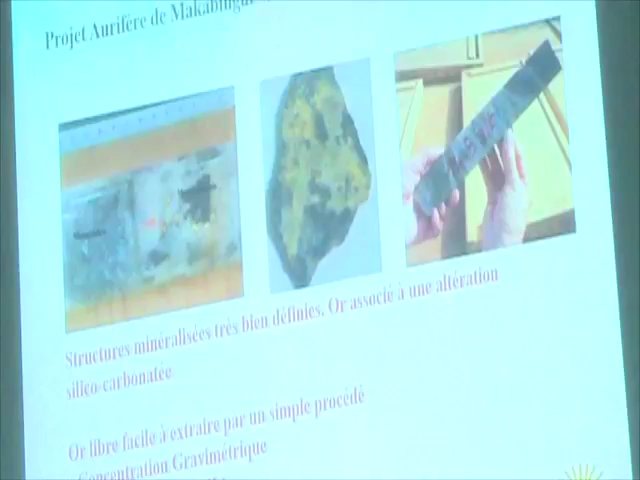 Projet Aurifère de
Structures minéralisées très bien définies. Or associé à une altération
silico-carbonatée
Or libre facile à extraire par un simple procédé
Concentration Gravimétrique